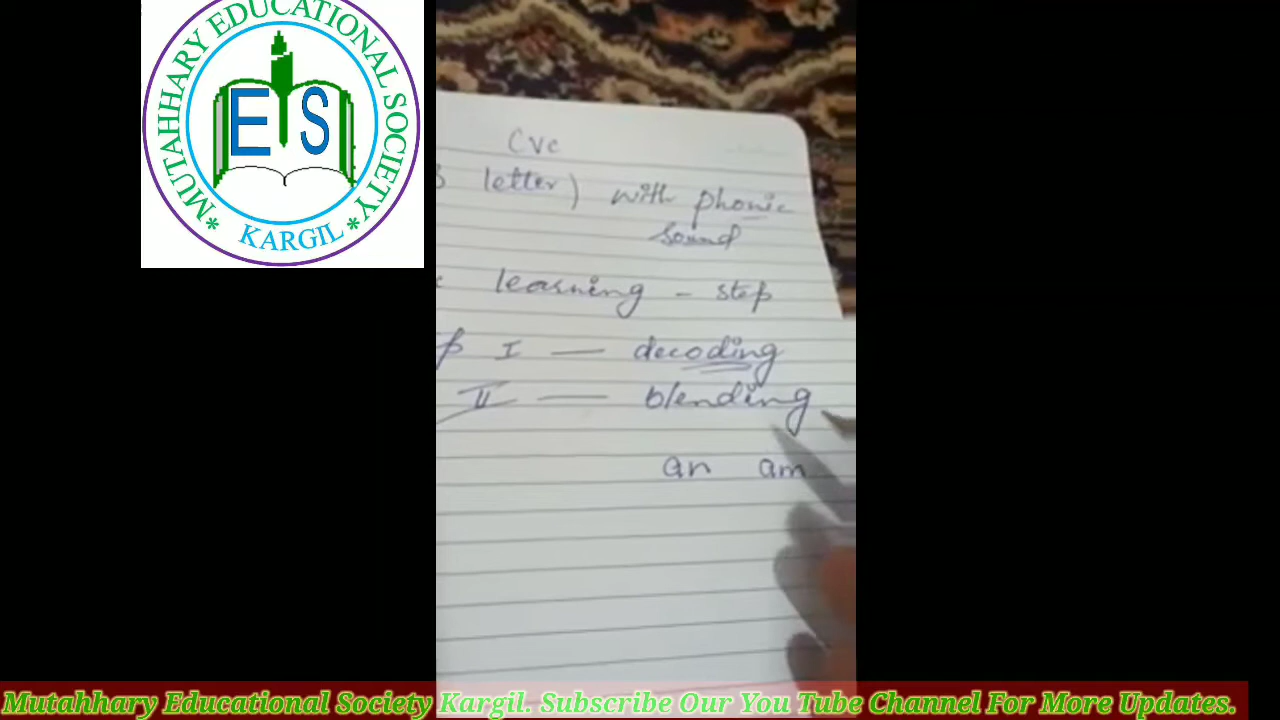 MUTAHHARY EDUCATIONAL SOCIETY
E S
* KARGIL *
CVC
letter) with phonic
sound
learning - step
I — decoding
II — blending
an am
Mutahhary Educational Society Kargil. Subscribe Our You Tube Channel For More Updates.